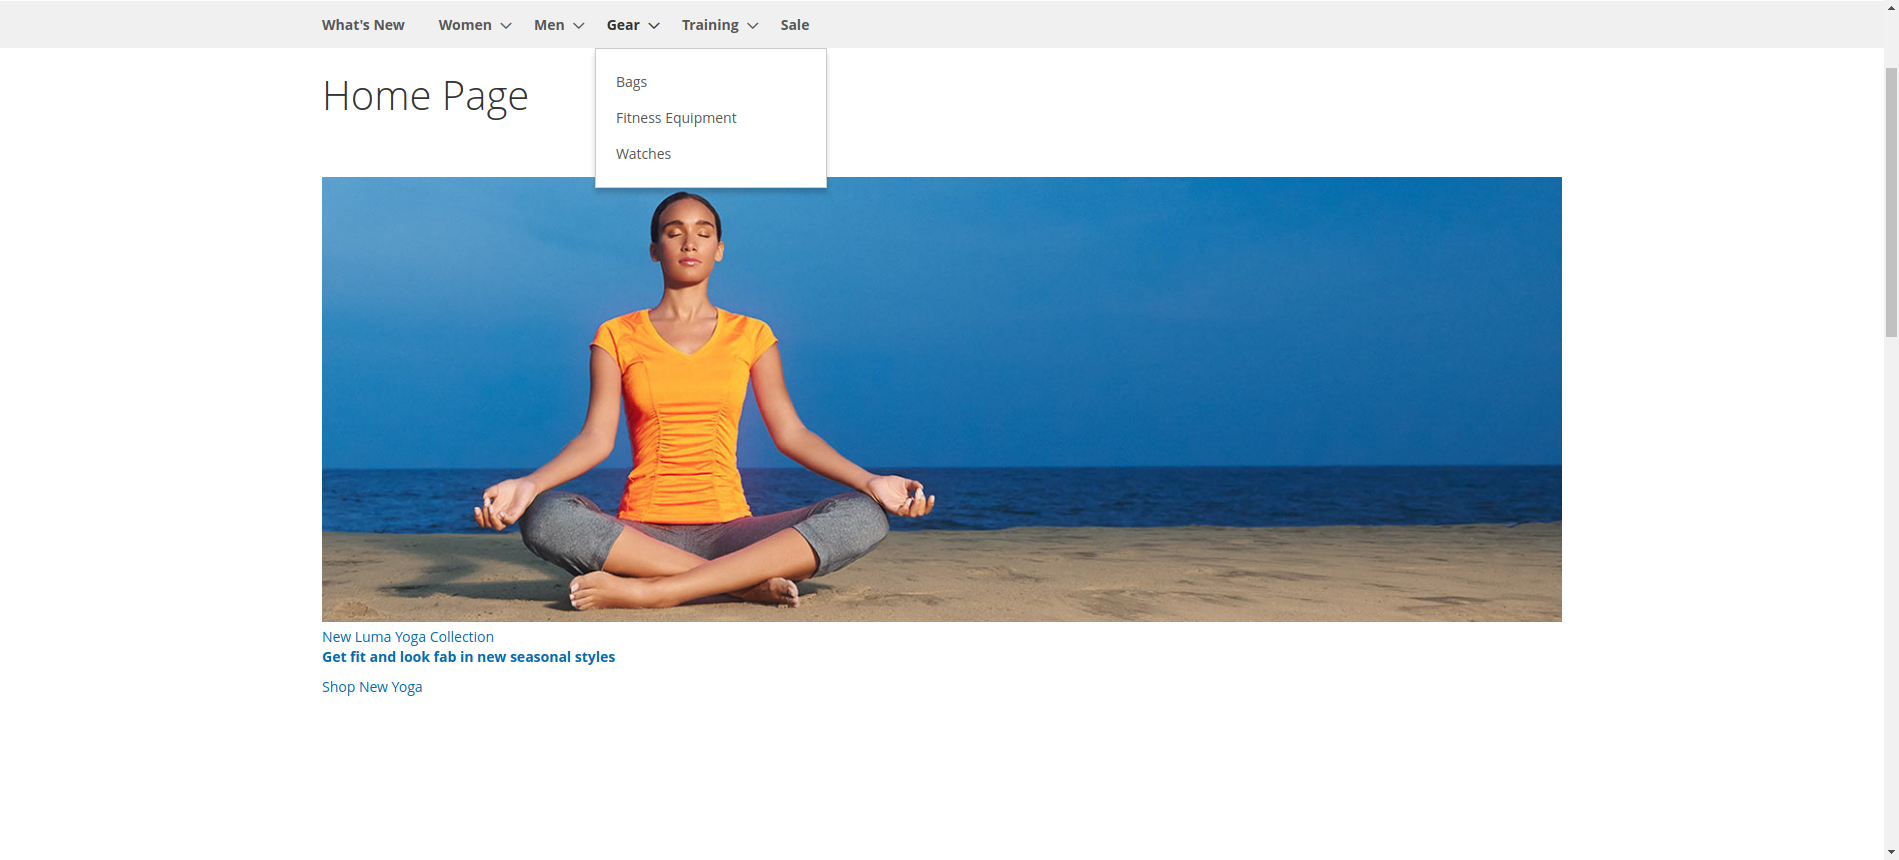 What's New Women Men Gear Training Sale
Bags
Fitness Equipment
Watches
Home Page
New Luma Yoga Collection
Get fit and look fab in new seasonal styles
Shop New Yoga